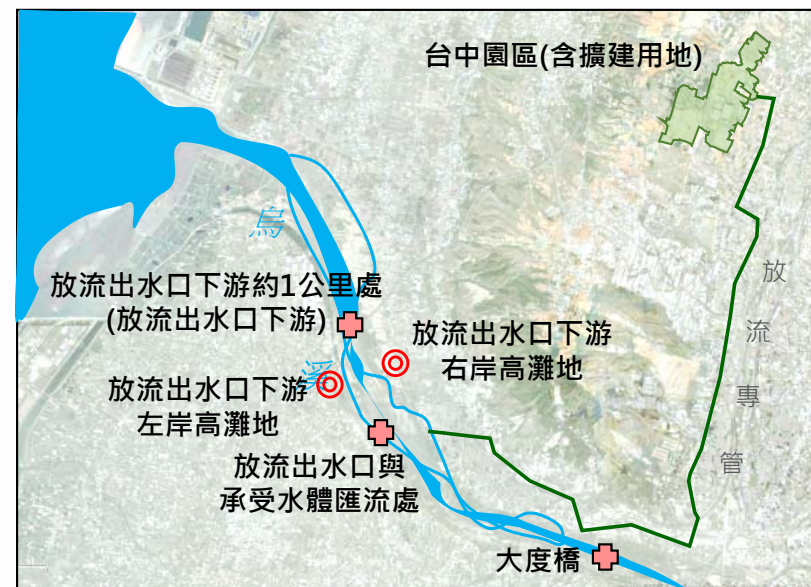 台中園區(含擴建用地)
烏
溪
放流出水口下游約1公里處
(放流出水口下游)
放流出水口下游
右岸高灘地
放流出水口下游
左岸高灘地
放流出水口與
承受水體匯流處
大度橋
放
流
專
管